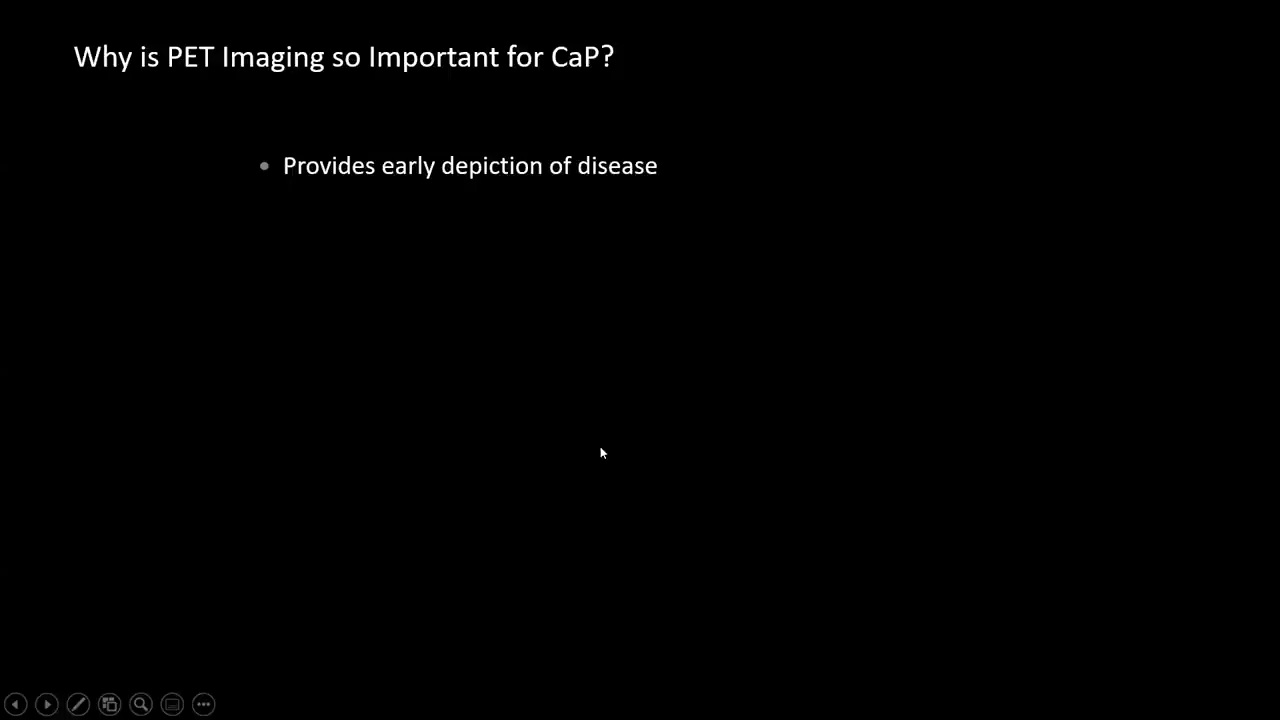 Why is PET Imaging so Important for CaP?
• Provides early depiction of disease